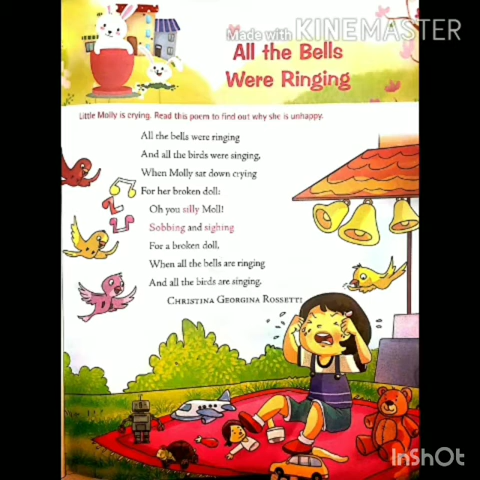 Made with KINEMASTER
All the Bells
Were Ringing
Little Molly is crying. Read this poem to find out why she is unhappy.
All the bells were ringing
And all the birds were singing,
When Molly sat down crying
For her broken doll:
Oh you silly Moll!
Sobbing and sighing
For a broken doll,
When all the bells are ringing
And all the birds are singing.
CHRISTINA GEORGINA ROSSETTI
InShOt